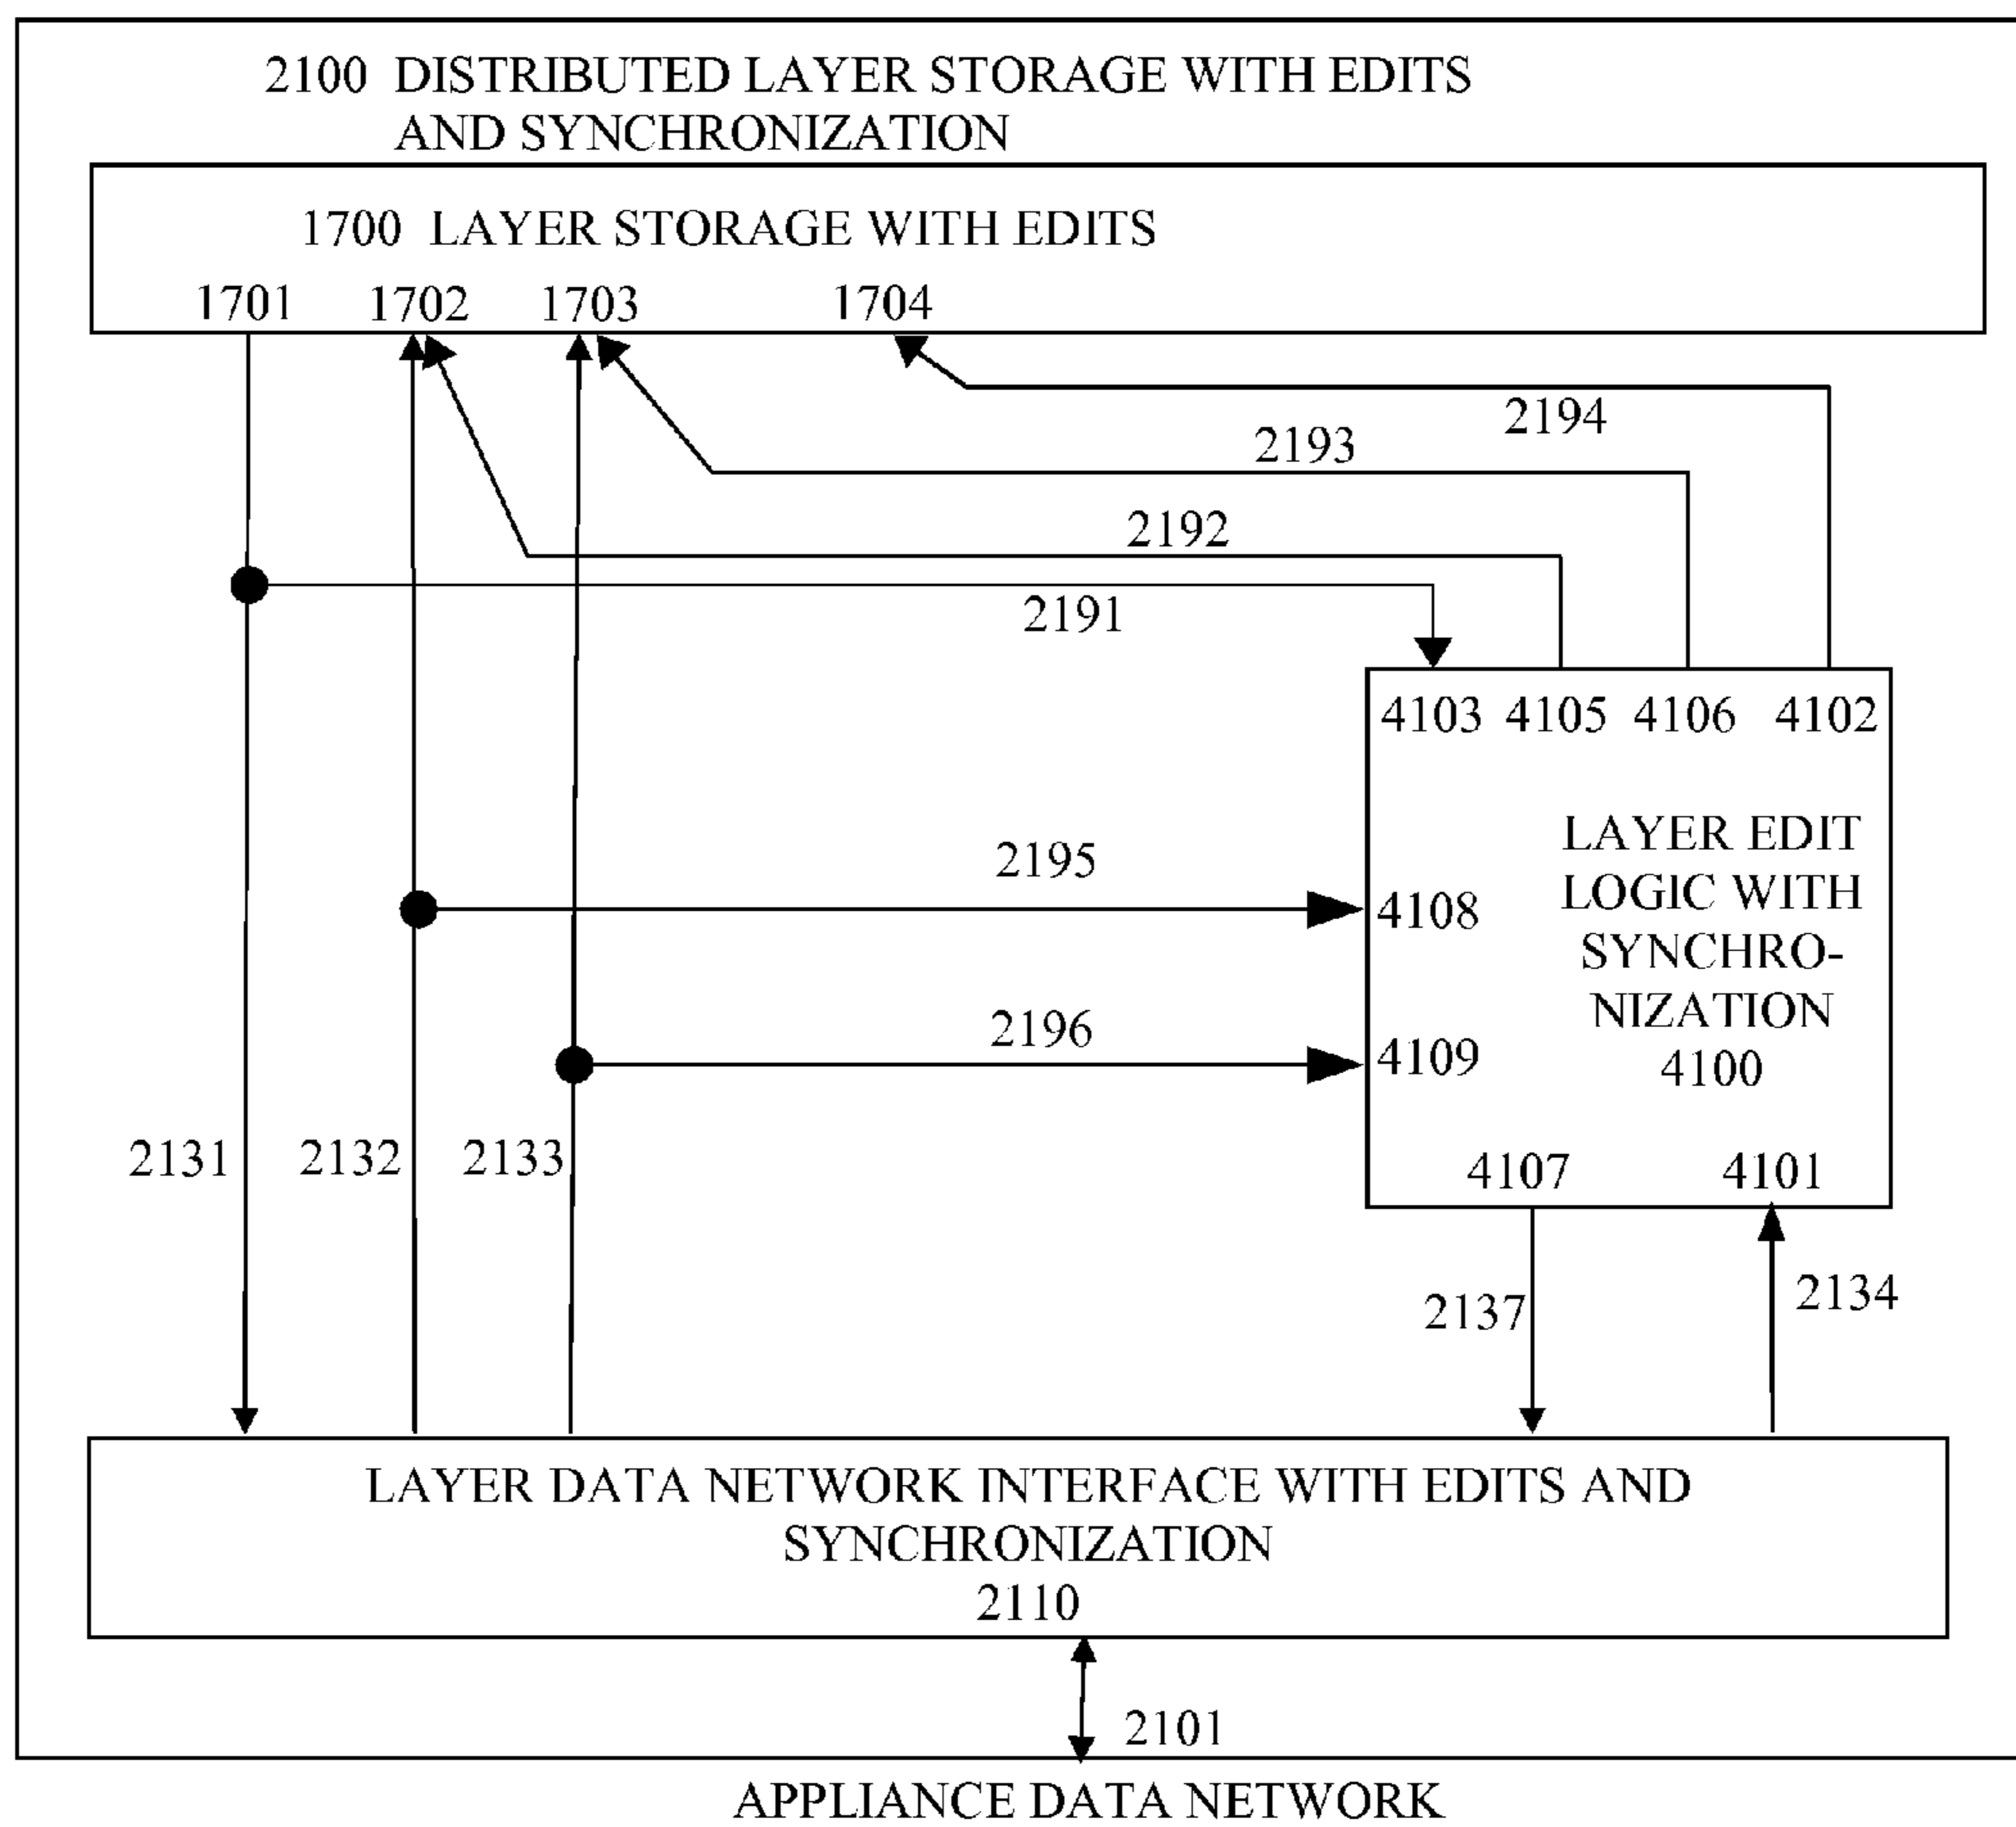 2100 DISTRIBUTED LAYER STORAGE WITH EDITS
AND SYNCHRONIZATION
1700 LAYER STORAGE WITH EDITS
1701 1702 1703 1704
2194
2193
2192
2191
4103 4105 4106 4102
LAYER EDIT
LOGIC WITH
SYNCHRO-
NIZATION
4100
2195
4108
2196
4109
2131 2132 2133
4107 4101
2137
2134
LAYER DATA NETWORK INTERFACE WITH EDITS AND
SYNCHRONIZATION
2110
2101
APPLIANCE DATA NETWORK